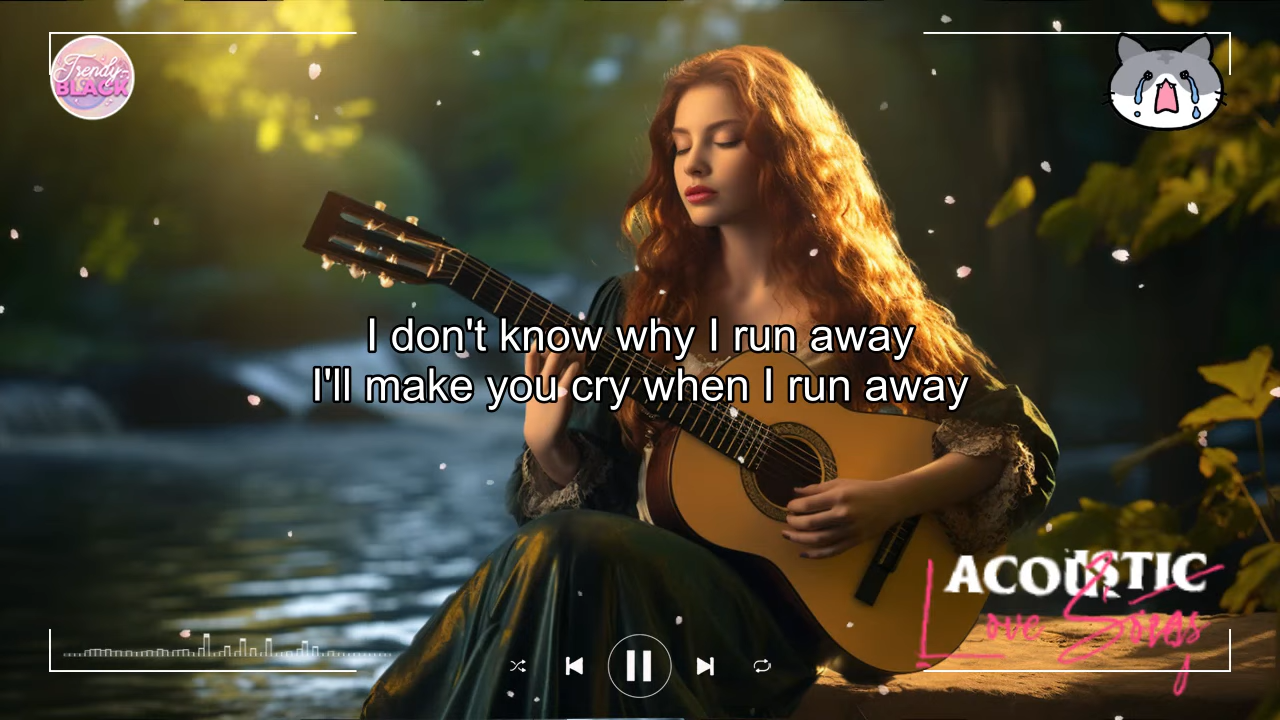 Trendy
BLACK
I don't know why I run away
I'll make you cry when I run away
ACOUSTIC
Love Songs